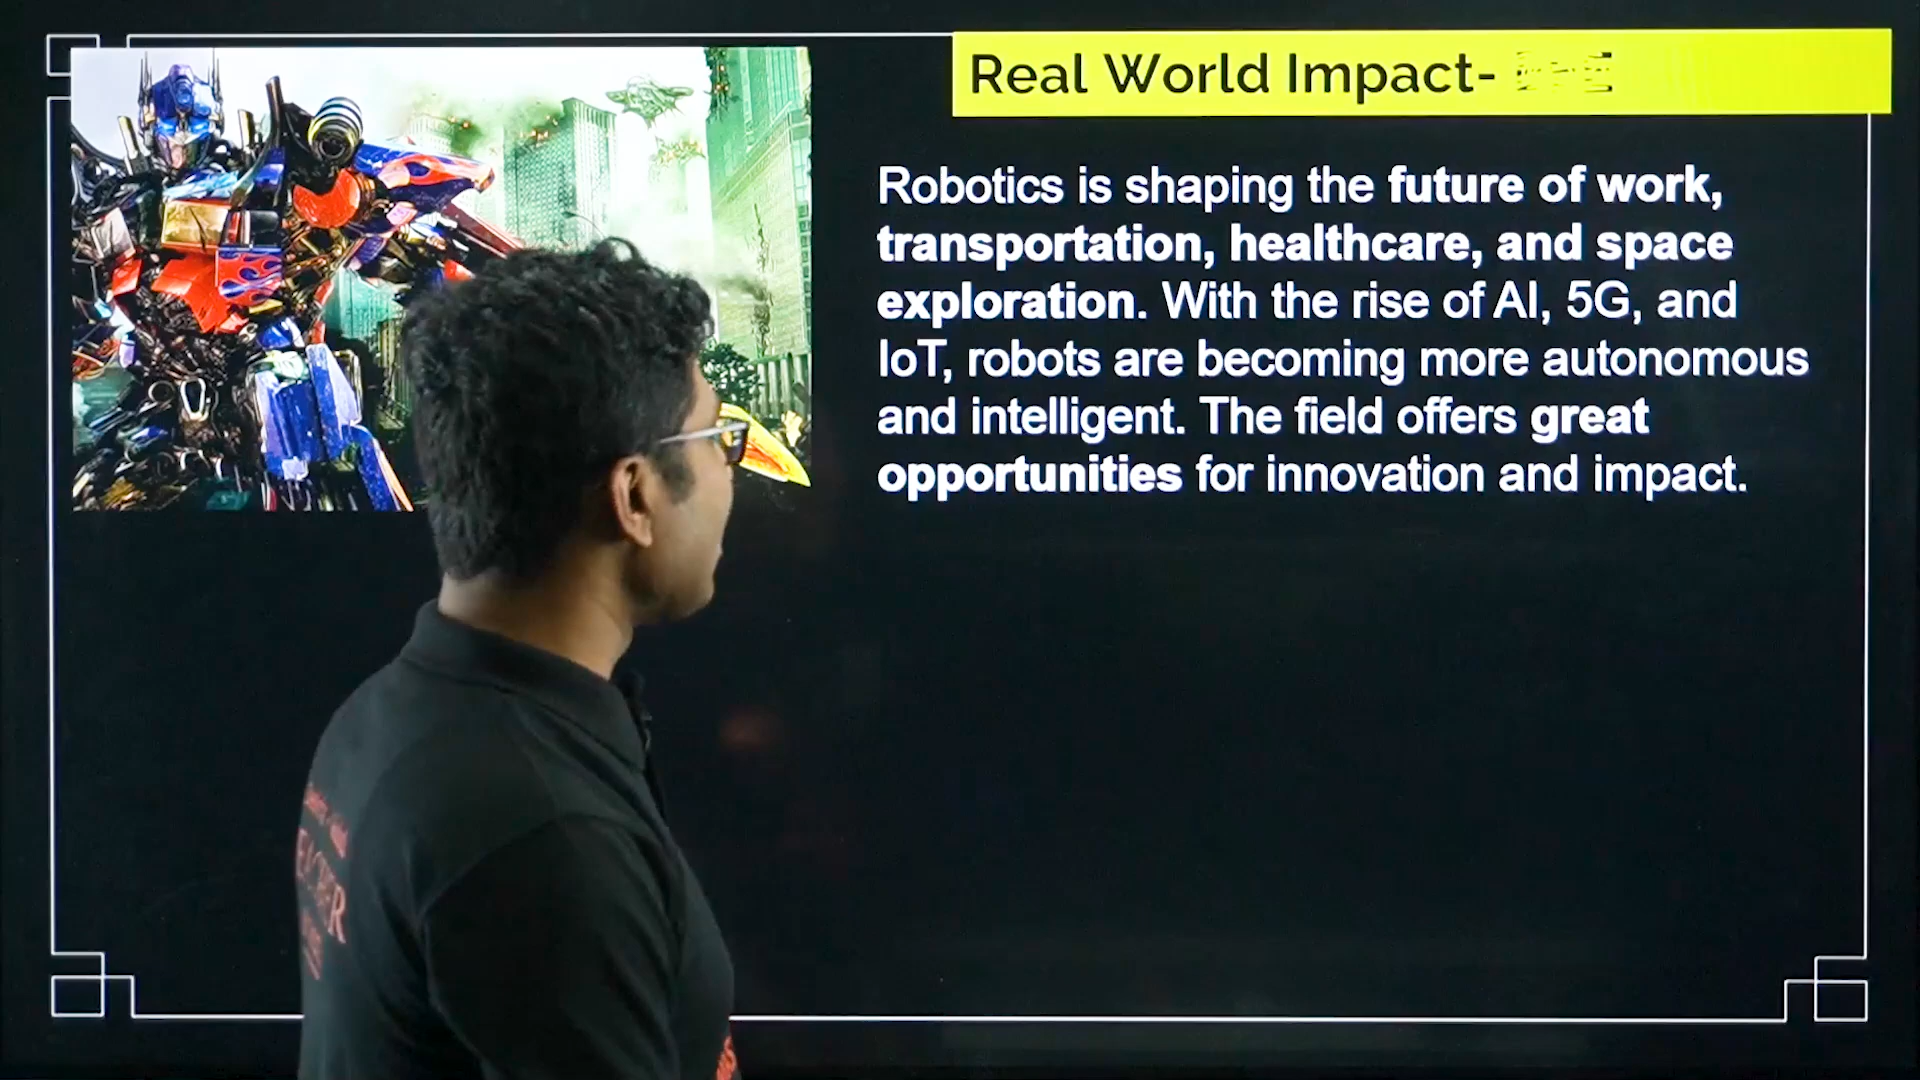 Real World Impact-
Robotics is shaping the future of work,
transportation, healthcare, and space
exploration. With the rise of AI, 5G, and
IoT, robots are becoming more autonomous
and intelligent. The field offers great
opportunities for innovation and impact.